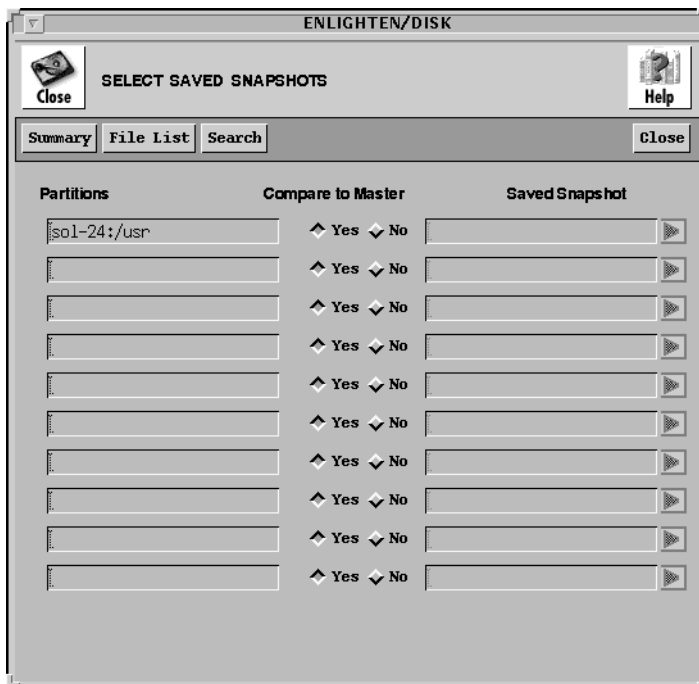 ENLIGHTEN/DISK
Close SELECT SAVED SNAPSHOTS Help
Summary File List Search Close
Partitions Compare to Master Saved Snapshot
sol-24:/usr Yes No
Yes No
Yes No
Yes No
Yes No
Yes No
Yes No
Yes No
Yes No
Yes No